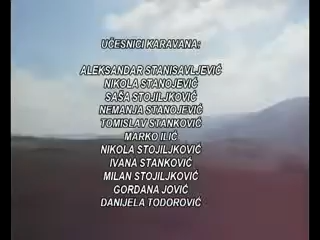 UČESNICI KARAVANA:
ALEKSANDAR STANISAVLJEVIĆ
NIKOLA STANOJEVIĆ
SAŠA STOJILJKOVIĆ
NEMANJA STANOJEVIĆ
TOMISLAV STANKOVIĆ
MARKO ILIĆ
NIKOLA STOJILJKOVIĆ
IVANA STANKOVIĆ
MILAN STOJILJKOVIĆ
GORDANA JOVIĆ
DANIJELA TODOROVIĆ